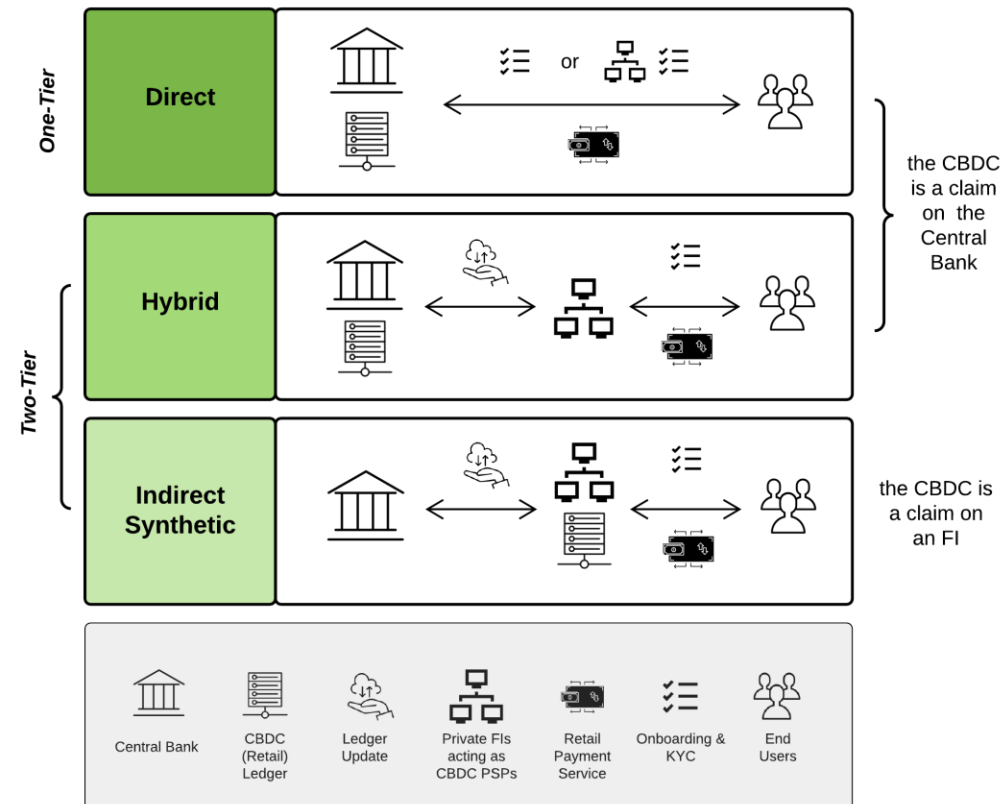 One-Tier
Direct
or
the CBDC
is a claim
on the
Central
Bank
Two-Tier
Hybrid
Indirect
Synthetic
the CBDC is
a claim on
an FI
Central Bank
CBDC
(Retail)
Ledger
Ledger
Update
Private FIs
acting as
CBDC PSPs
Retail
Payment
Service
Onboarding &
KYC
End
Users